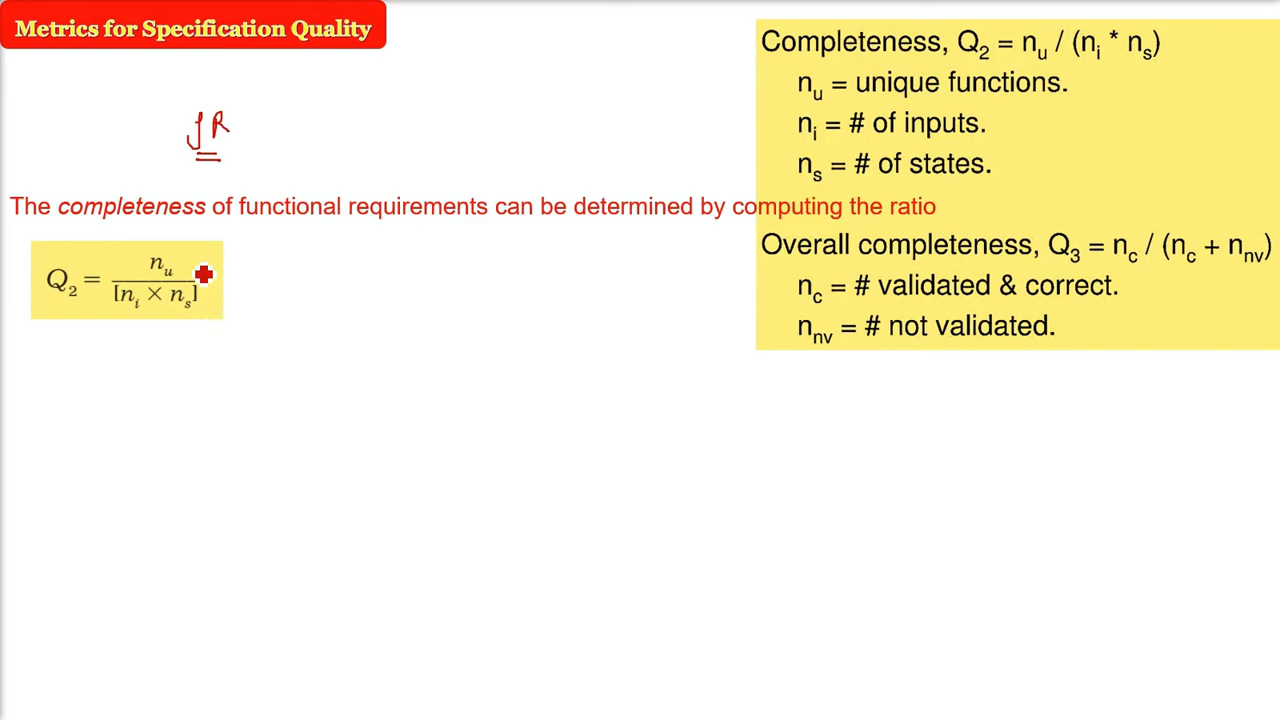 Metrics for Specification Quality
Completeness, Q2 = nu / (ni * ns)
nu = unique functions.
ni = # of inputs.
ns = # of states.
The completeness of functional requirements can be determined by computing the ratio
Q2 = nu / [ni × ns]
Overall completeness, Q3 = nc / (nc + nnv)
nc = # validated & correct.
nnv = # not validated.